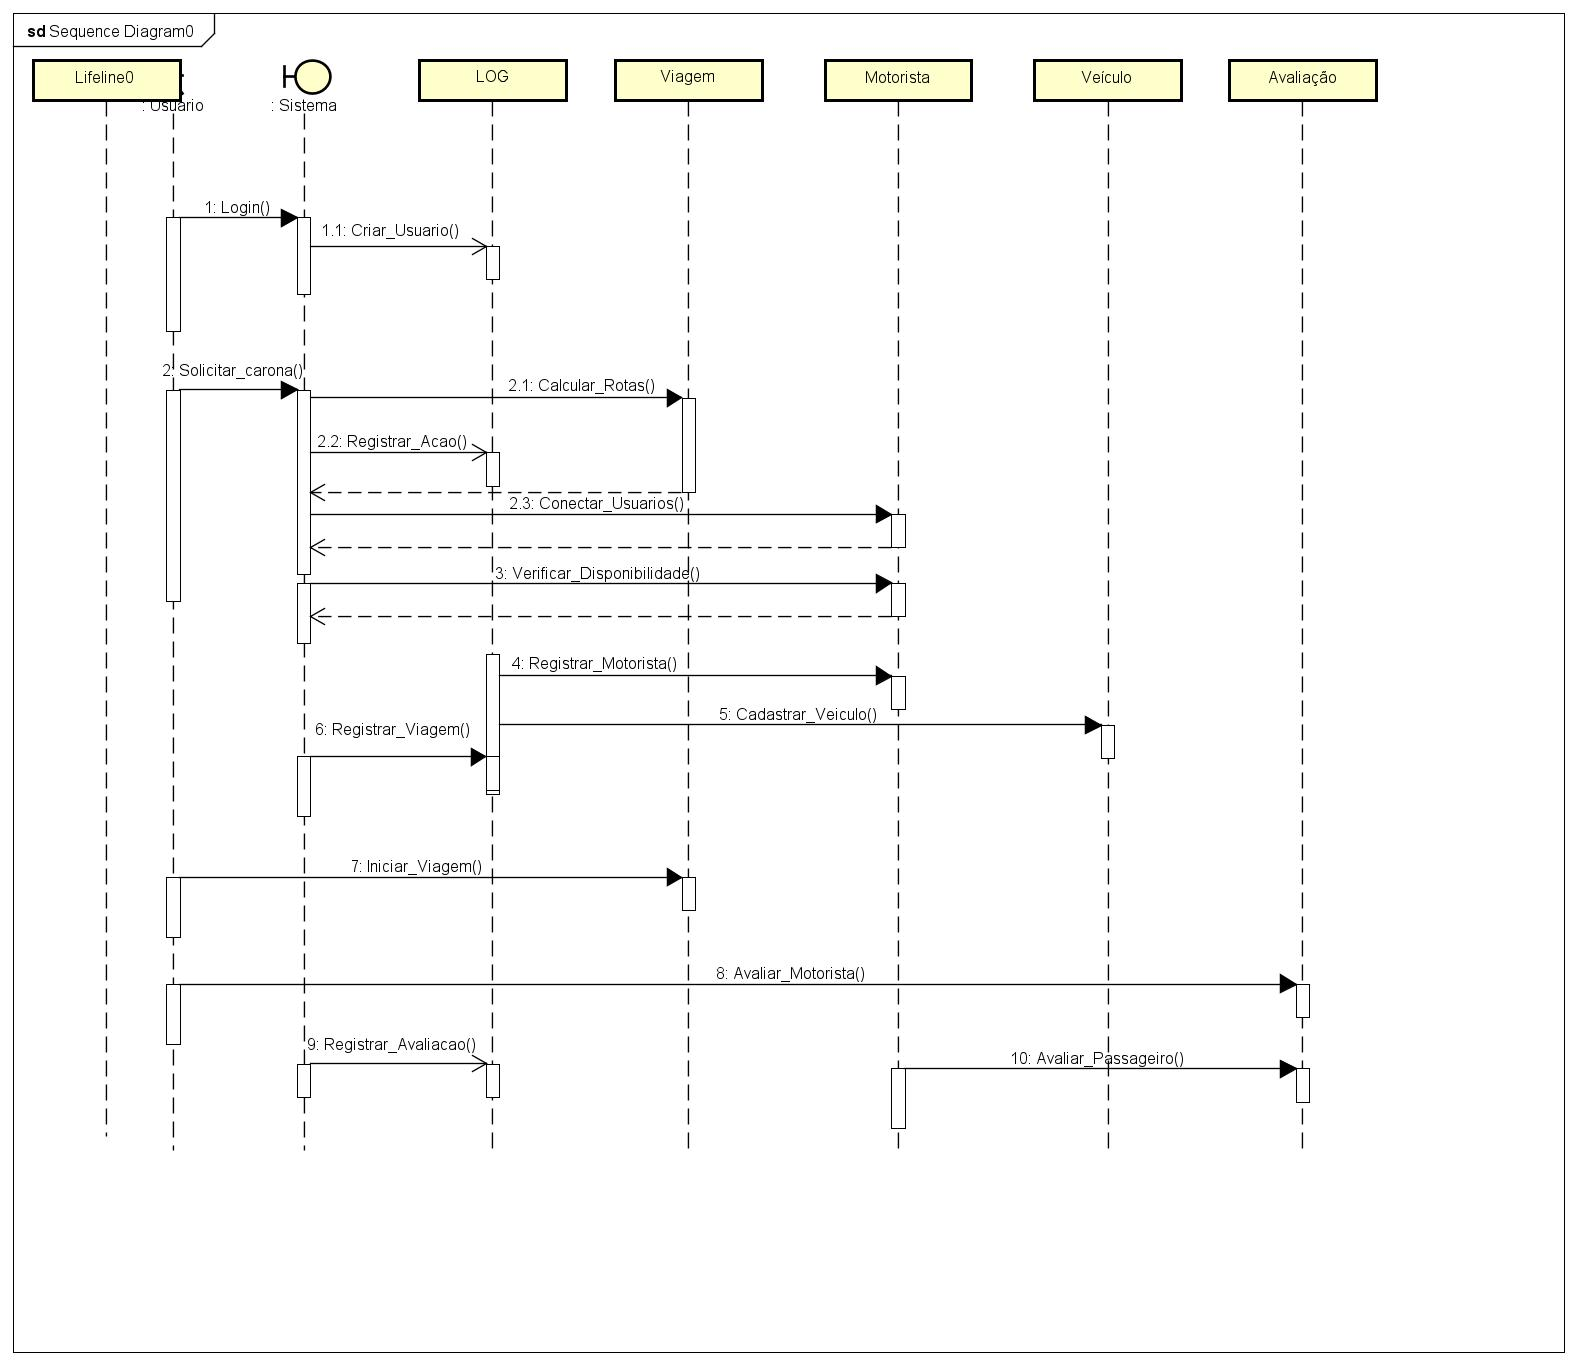 sd Sequence Diagram0
Lifeline0
: Usuario
: Sistema
LOG
Viagem
Motorista
Veículo
Avaliação
1: Login()
1.1: Criar_Usuario()
2: Solicitar_carona()
2.1: Calcular_Rotas()
2.2: Registrar_Acao()
2.3: Conectar_Usuarios()
3: Verificar_Disponibilidade()
4: Registrar_Motorista()
5: Cadastrar_Veiculo()
6: Registrar_Viagem()
7: Iniciar_Viagem()
8: Avaliar_Motorista()
9: Registrar_Avaliacao()
10: Avaliar_Passageiro()